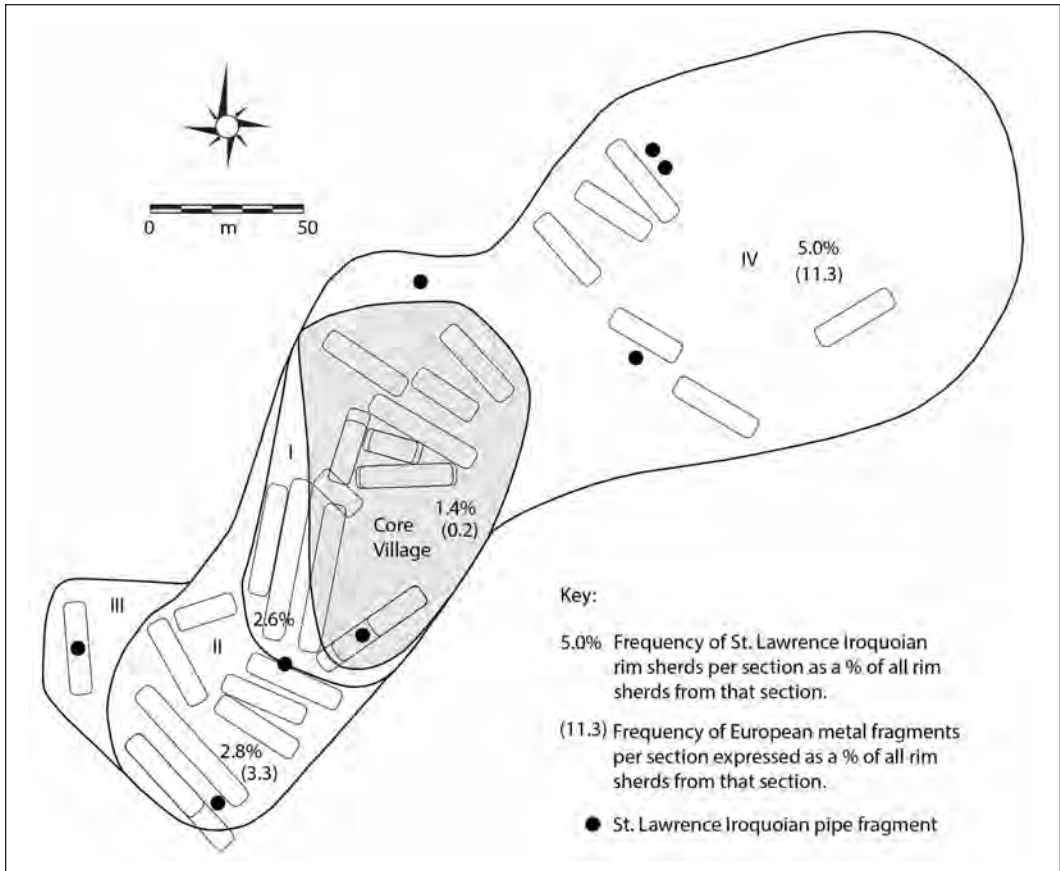 0 m 50
IV
5.0%
(11.3)
I
1.4%
(0.2)
Core
Village
2.6%
III
II
2.8%
(3.3)
Key:
5.0% Frequency of St. Lawrence Iroquoian
rim sherds per section as a % of all rim
sherds from that section.
(11.3) Frequency of European metal fragments
per section expressed as a % of all rim
sherds from that section.
St. Lawrence Iroquoian pipe fragment